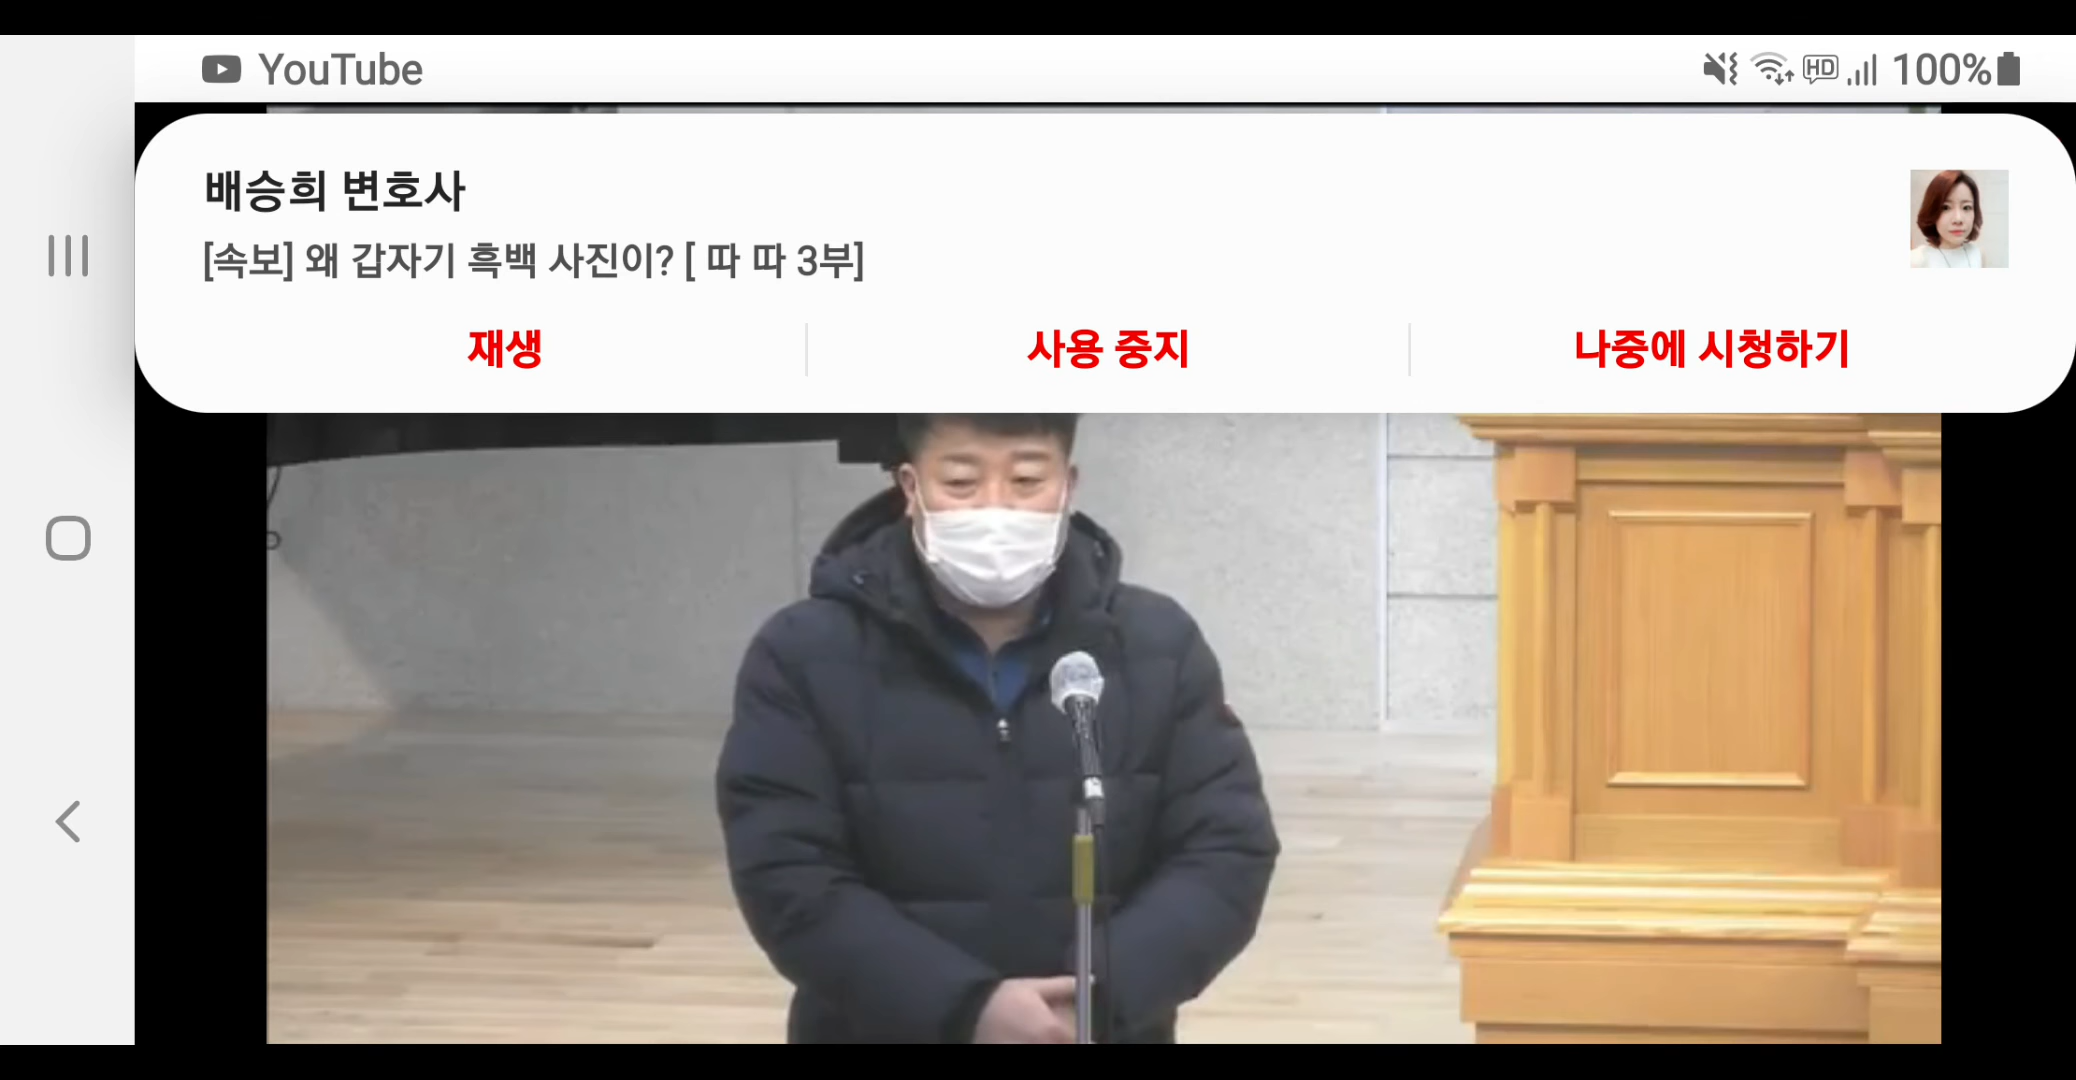 YouTube HD 100%
배승희 변호사
[속보] 왜 갑자기 흑백 사진이? [ 따 따 3부]
재생 사용 중지 나중에 시청하기